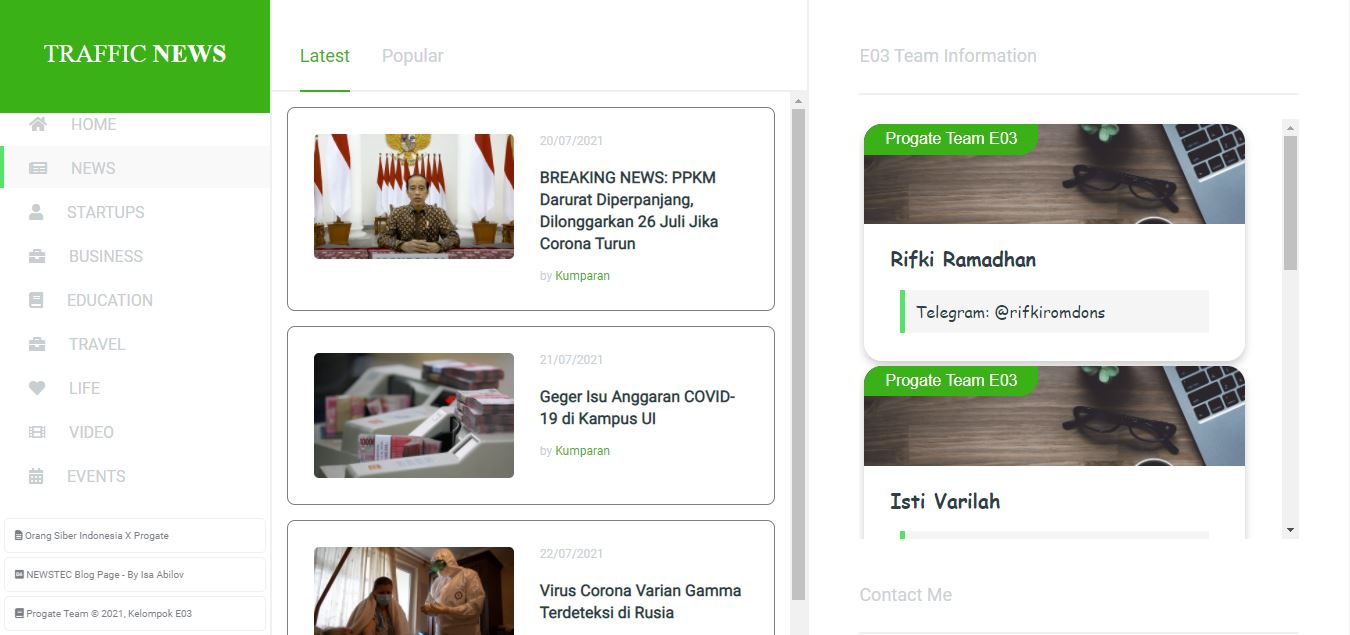 TRAFFIC NEWS
HOME
NEWS
STARTUPS
BUSINESS
EDUCATION
TRAVEL
LIFE
VIDEO
EVENTS
Orang Siber Indonesia X Progate
NEWSTEC Blog Page - By Isa Abilov
Progate Team © 2021, Kelompok E03
Latest
Popular
20/07/2021
BREAKING NEWS: PPKM
Darurat Diperpanjang,
Dilonggarkan 26 Juli Jika
Corona Turun
by Kumparan
21/07/2021
Geger Isu Anggaran COVID-
19 di Kampus UI
by Kumparan
22/07/2021
Virus Corona Varian Gamma
Terdeteksi di Rusia
E03 Team Information
Progate Team E03
Rifki Ramadhan
Telegram: @rifkiromdons
Progate Team E03
Isti Varilah
Contact Me